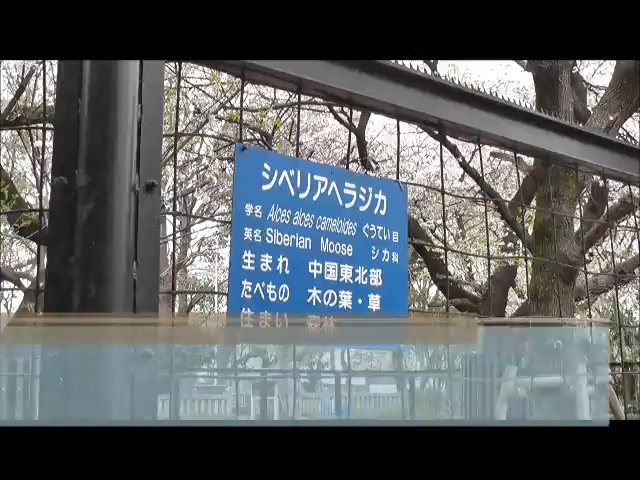 シベリアヘラジカ
学名 Alces alces cameloides ぐうてい目
英名 Siberian Moose シカ科
生まれ 中国東北部
たべもの 木の葉・草
住まい 森林